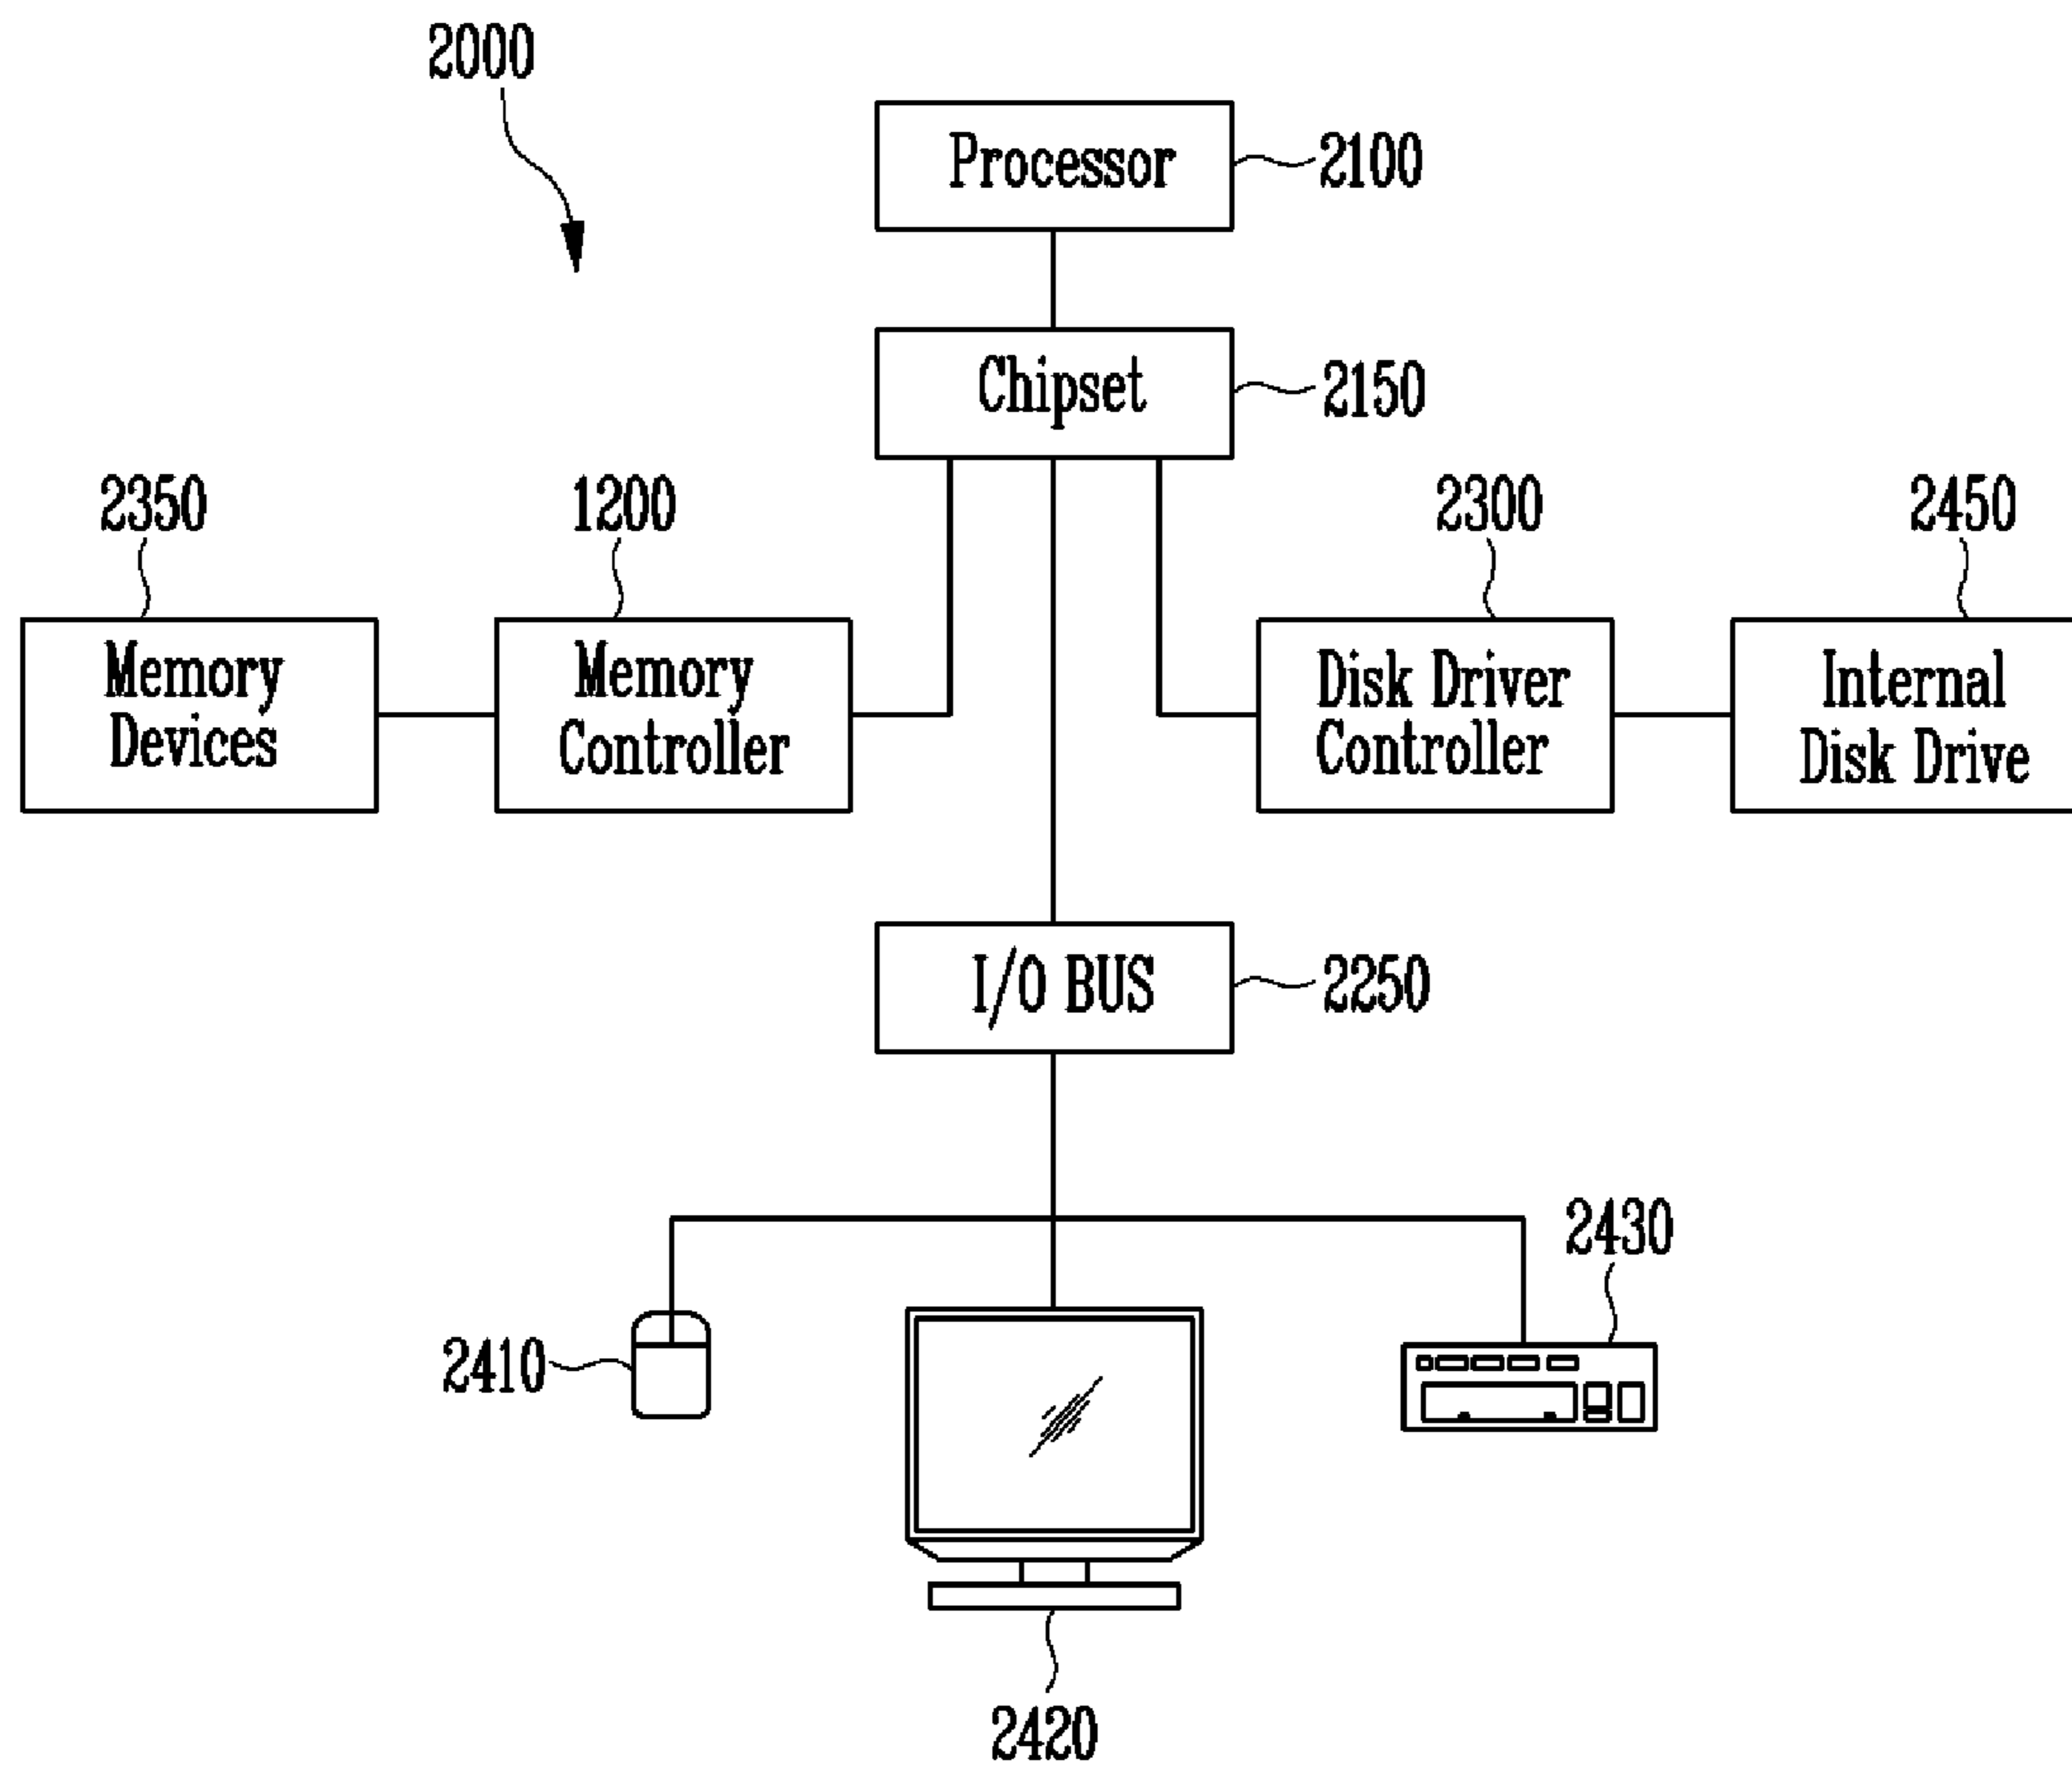 2000
Processor
2100
Chipset
2150
2350
1200
2300
2450
Memory
Devices
Memory
Controller
Disk Driver
Controller
Internal
Disk Drive
I/O BUS
2250
2430
2410
2420